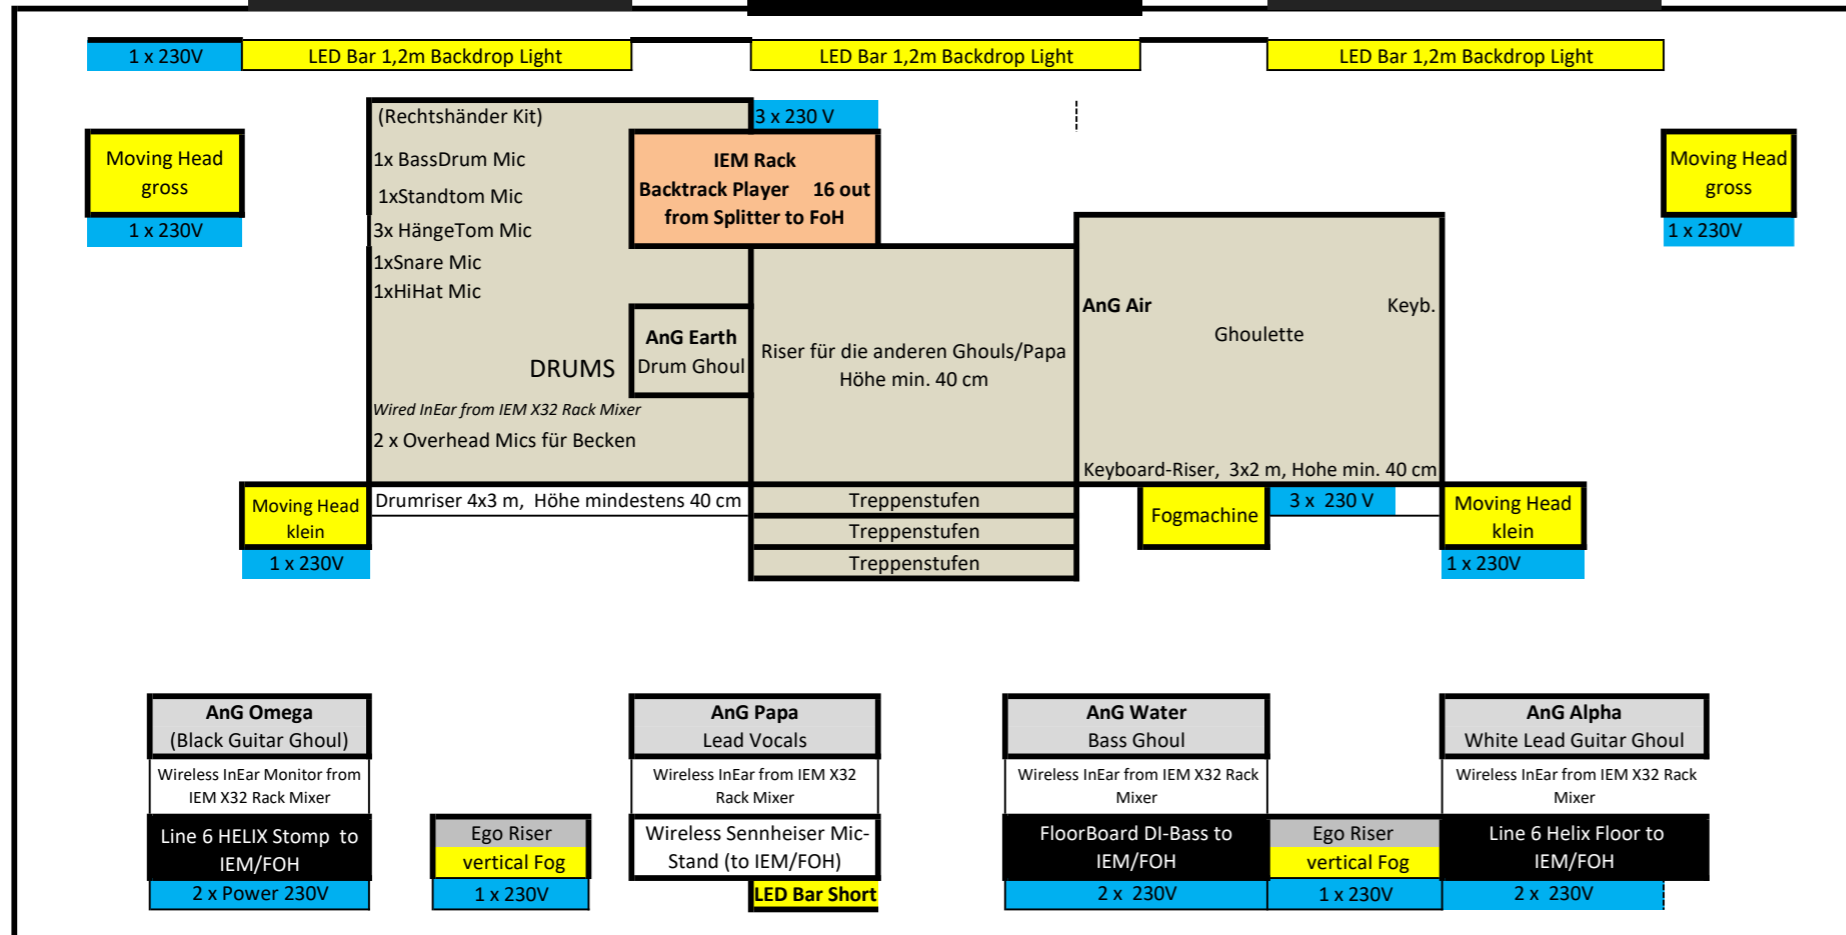 1 x 230V
LED Bar 1,2m Backdrop Light
LED Bar 1,2m Backdrop Light
LED Bar 1,2m Backdrop Light
(Rechtshänder Kit)
3 x 230 V
Moving Head
gross
1 x 230V
1x BassDrum Mic
1xStandtom Mic
3x HängeTom Mic
1xSnare Mic
1xHiHat Mic
IEM Rack
Backtrack Player 16 out
from Splitter to FoH
Moving Head
gross
1 x 230V
AnG Earth
Drum Ghoul
DRUMS
Wired InEar from IEM X32 Rack Mixer
2 x Overhead Mics für Becken
Riser für die anderen Ghouls/Papa
Höhe min. 40 cm
AnG Air
Keyb.
Ghoulette
Keyboard-Riser, 3x2 m, Hohe min. 40 cm
Moving Head
klein
1 x 230V
Drumriser 4x3 m, Höhe mindestens 40 cm
Treppenstufen
Treppenstufen
Treppenstufen
Fogmachine
3 x 230 V
Moving Head
klein
1 x 230V
AnG Omega
(Black Guitar Ghoul)
Wireless InEar Monitor from
IEM X32 Rack Mixer
Line 6 HELIX Stomp to
IEM/FOH
2 x Power 230V
Ego Riser
vertical Fog
1 x 230V
AnG Papa
Lead Vocals
Wireless InEar from IEM X32
Rack Mixer
Wireless Sennheiser Mic-
Stand (to IEM/FOH)
LED Bar Short
AnG Water
Bass Ghoul
Wireless InEar from IEM X32 Rack
Mixer
FloorBoard DI-Bass to
IEM/FOH
2 x 230V
Ego Riser
vertical Fog
1 x 230V
AnG Alpha
White Lead Guitar Ghoul
Wireless InEar from IEM X32 Rack
Mixer
Line 6 Helix Floor to
IEM/FOH
2 x 230V